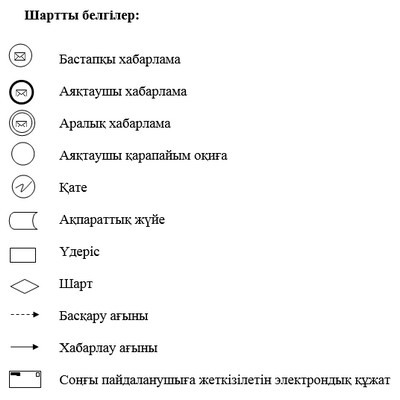 Шартты белгілер:
Бастапқы хабарлама
Аяқтаушы хабарлама
Аралық хабарлама
Аяқтаушы қарапайым оқиға
Қате
Ақпараттық жүйе
Үдеріс
Шарт
Басқару ағыны
Хабарлау ағыны
Соңғы пайдаланушыға жеткізілетін электрондық құжат